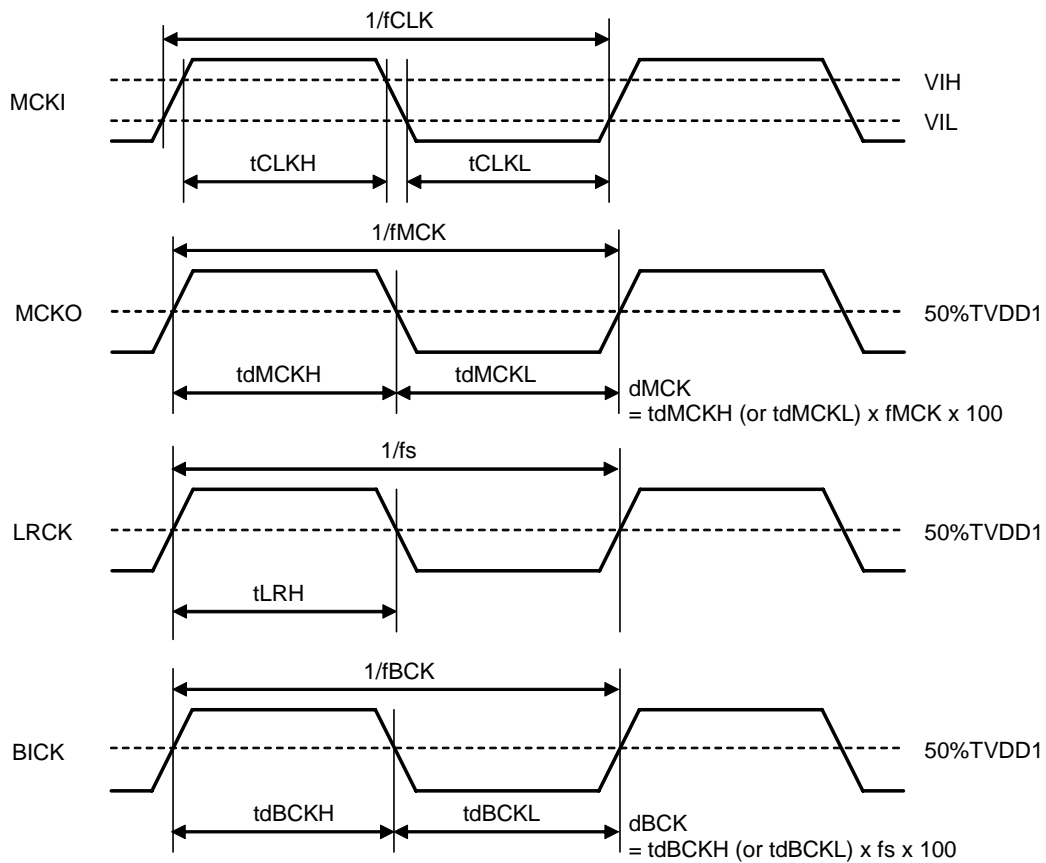 1/fCLK
MCKI
VIH
VIL
tCLKH
tCLKL
1/fMCK
MCKO
50%TVDD1
tdMCKH
tdMCKL
dMCK
= tdMCKH (or tdMCKL) x fMCK x 100
1/fs
LRCK
50%TVDD1
tLRH
1/fBCK
BICK
50%TVDD1
tdBCKH
tdBCKL
dBCK
= tdBCKH (or tdBCKL) x fs x 100